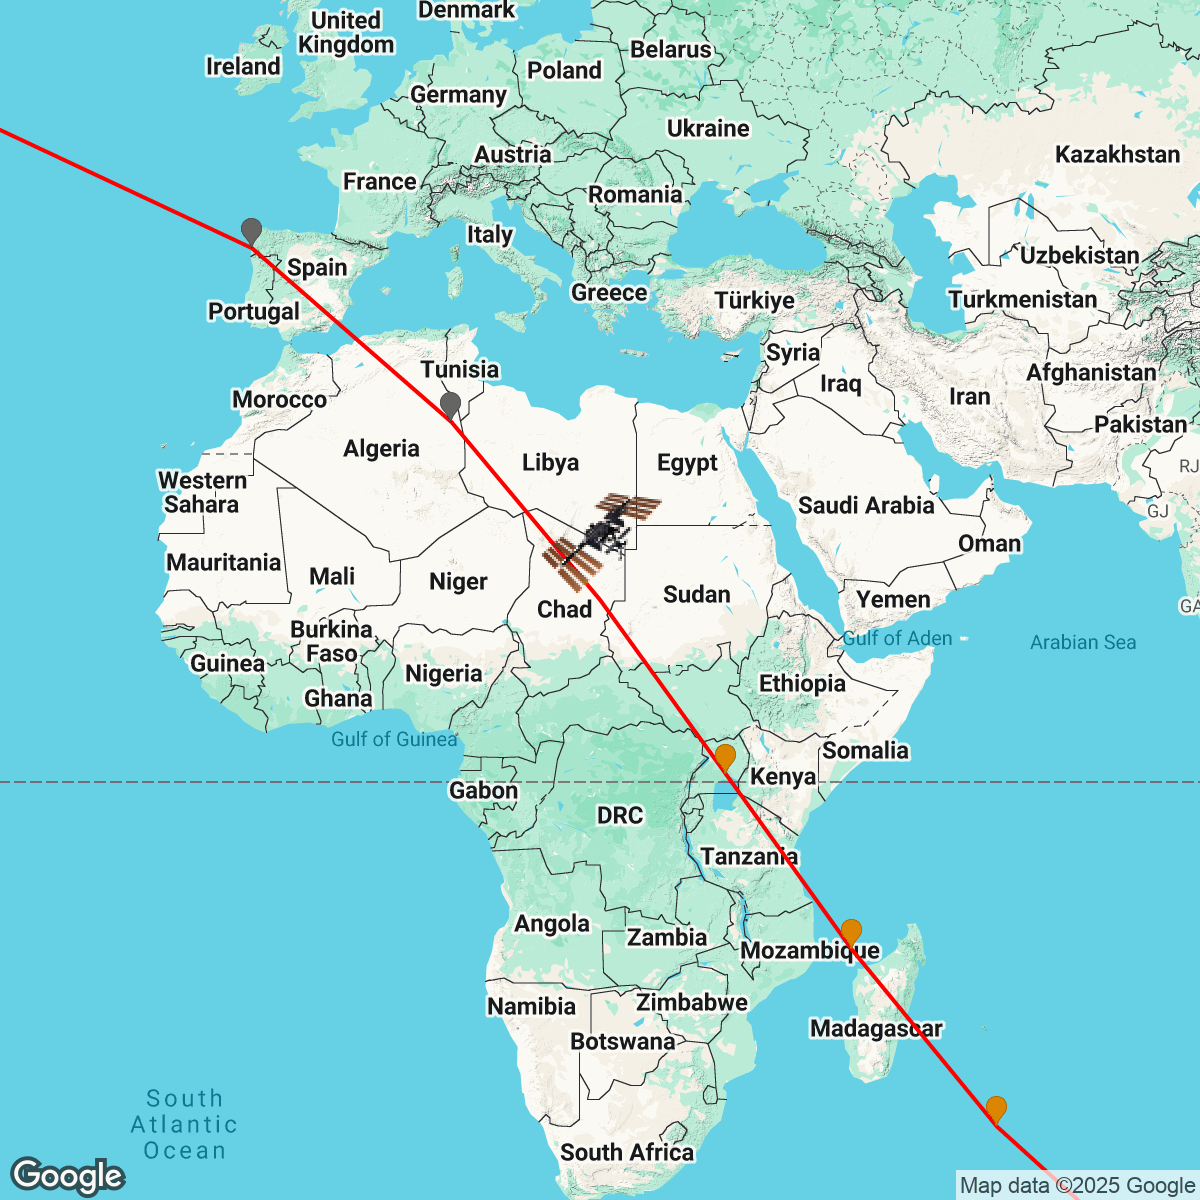 Denmark
United
Kingdom
Ireland
Belarus
Poland
Germany
Ukraine
Austria
Kazakhstan
France
Romania
Italy
Uzbekistan
Spain
Greece
Türkiye
Turkmenistan
Portugal
Syria
Tunisia
Afghanistan
Iraq
Iran
Morocco
Pakistan
Algeria
Libya
Egypt
RJ
Western
Sahara
Saudi Arabia
GJ
Oman
Mauritania
Mali
Niger
Chad
Sudan
Yemen
GA
Burkina
Faso
Gulf of Aden
Arabian Sea
Guinea
Nigeria
Ethiopia
Ghana
Gulf of Guinea
Somalia
Kenya
Gabon
DRC
Tanzania
Angola
Zambia
Mozambique
Namibia
Zimbabwe
Madagascar
Botswana
South
Atlantic
Ocean
South Africa
Google
Map data ©2025 Google